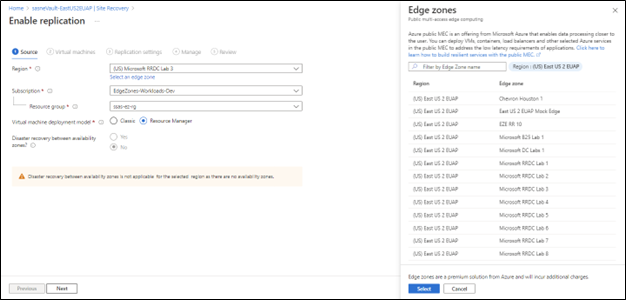 Home > sasneVault-EastUS2EUAP | Site Recovery >
Enable replication ...
1 Source
2 Virtual machines
3 Replication settings
4 Manage
5 Review
Region *
(US) Microsoft RRDC Lab 3
Select an edge zone
Subscription *
EdgeZones-Workloads-Dev
Resource group *
Virtual machine deployment model *
Classic
Resource Manager
Disaster recovery between availability
zones?
Yes
No
Disaster recovery between availability zones is not applicable for the selected region as there are no availability zones.
Previous
Next
Edge zones
Public multi-access edge computing
Azure public MEC is an offering from Microsoft Azure that enables data processing closer to
the user. You can deploy VMs, containers, load balancers and other selected Azure services
in the public MEC to address the low latency requirements of applications. Click here to
learn how to build resilient services with the public MEC.
Filter by Edge Zone name
Region : (US) East US 2 EUAP
Region Edge zone
(US) East US 2 EUAP Chevron Houston 1
(US) East US 2 EUAP East US 2 EUAP Mock Edge
(US) East US 2 EUAP EZE RR 10
(US) East US 2 EUAP Microsoft B25 Lab 1
(US) East US 2 EUAP Microsoft DC Labs 1
(US) East US 2 EUAP Microsoft RRDC Lab 1
(US) East US 2 EUAP Microsoft RRDC Lab 2
(US) East US 2 EUAP Microsoft RRDC Lab 3
(US) East US 2 EUAP Microsoft RRDC Lab 4
(US) East US 2 EUAP Microsoft RRDC Lab 5
(US) East US 2 EUAP Microsoft RRDC Lab 6
(US) East US 2 EUAP Microsoft RRDC Lab 7
(US) East US 2 EUAP Microsoft RRDC Lab 8
Edge zones are a premium solution from Azure and will incur additional charges.
Select
Cancel